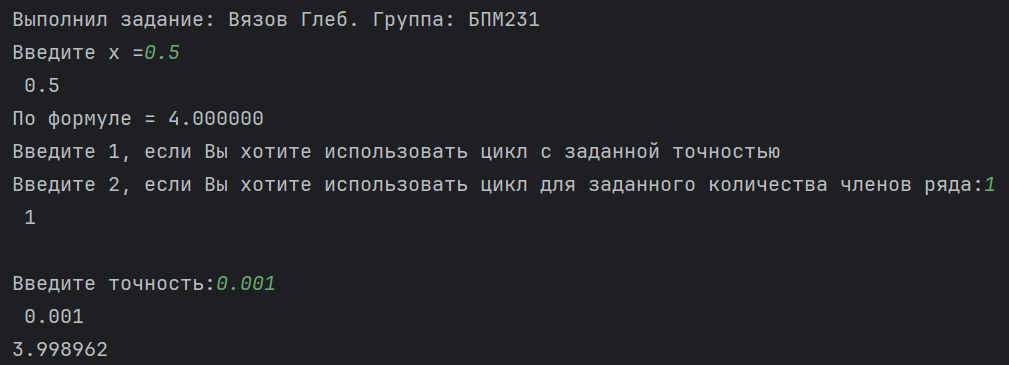 Выполнил задание: Вязов Глеб. Группа: БПМ231
Введите x =0.5
0.5
По формуле = 4.000000
Введите 1, если Вы хотите использовать цикл с заданной точностью
Введите 2, если Вы хотите использовать цикл для заданного количества членов ряда:1
1
Введите точность:0.001
0.001
3.998962